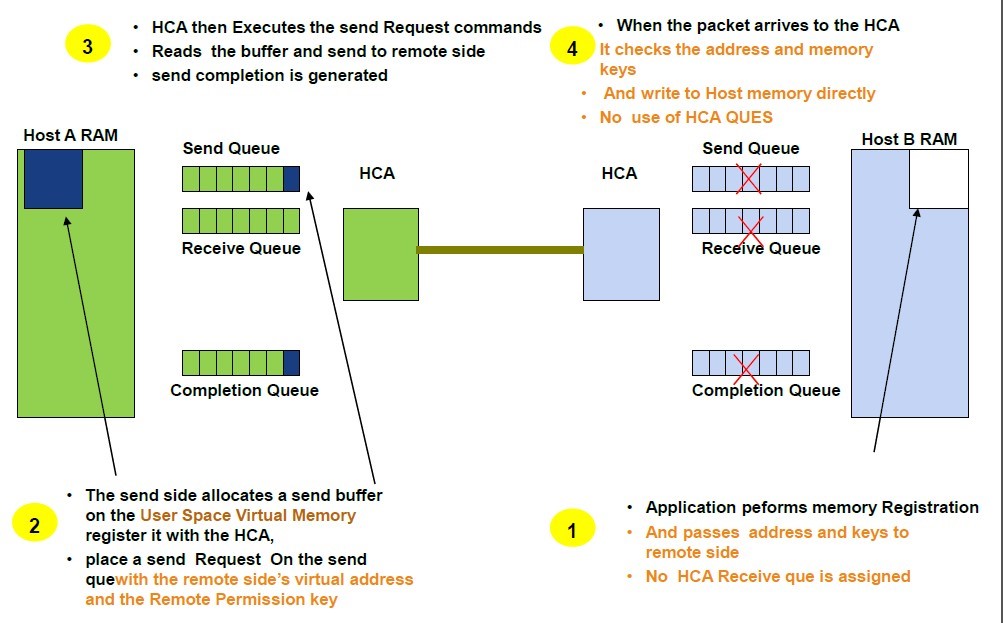 3
• HCA then Executes the send Request commands
• Reads the buffer and send to remote side
• send completion is generated
4
• When the packet arrives to the HCA
It checks the address and memory
keys
• And write to Host memory directly
• No use of HCA QUES
Host A RAM
Send Queue
Receive Queue
Completion Queue
HCA
HCA
Send Queue
Receive Queue
Completion Queue
Host B RAM
2
• The send side allocates a send buffer
on the User Space Virtual Memory
register it with the HCA,
• place a send Request On the send
quewith the remote side's virtual address
and the Remote Permission key
1
• Application peforms memory Registration
• And passes address and keys to
remote side
• No HCA Receive que is assigned